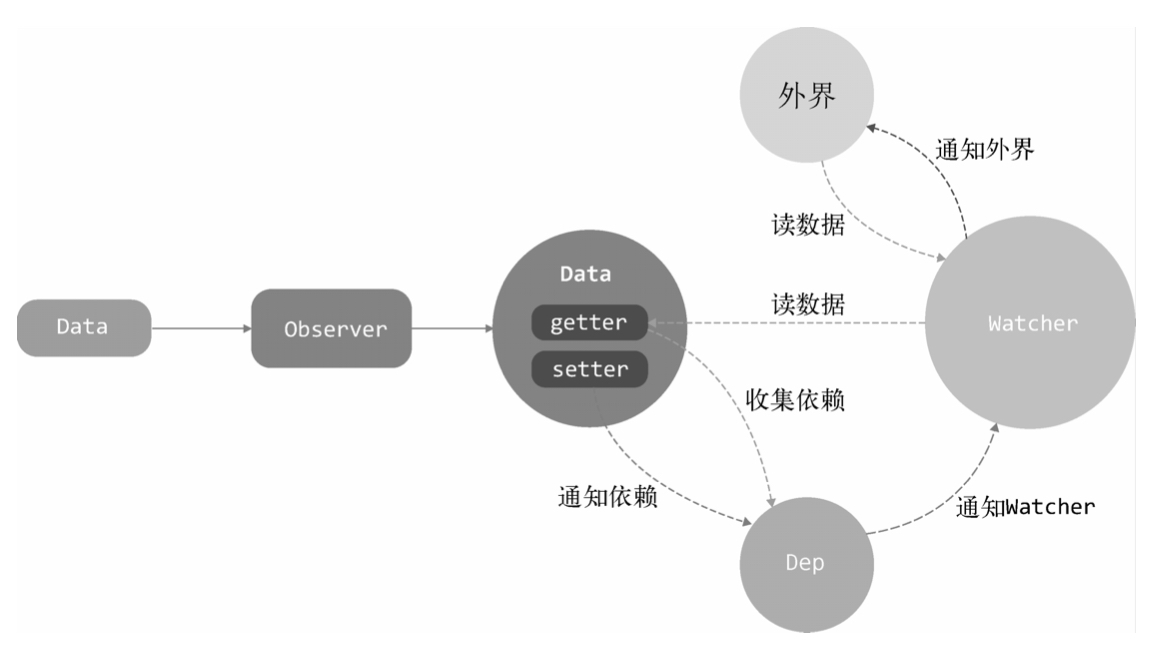 外界
通知外界
读数据
Data
读数据
getter
Watcher
Data
Observer
setter
收集依赖
通知依赖
通知Watcher
Dep